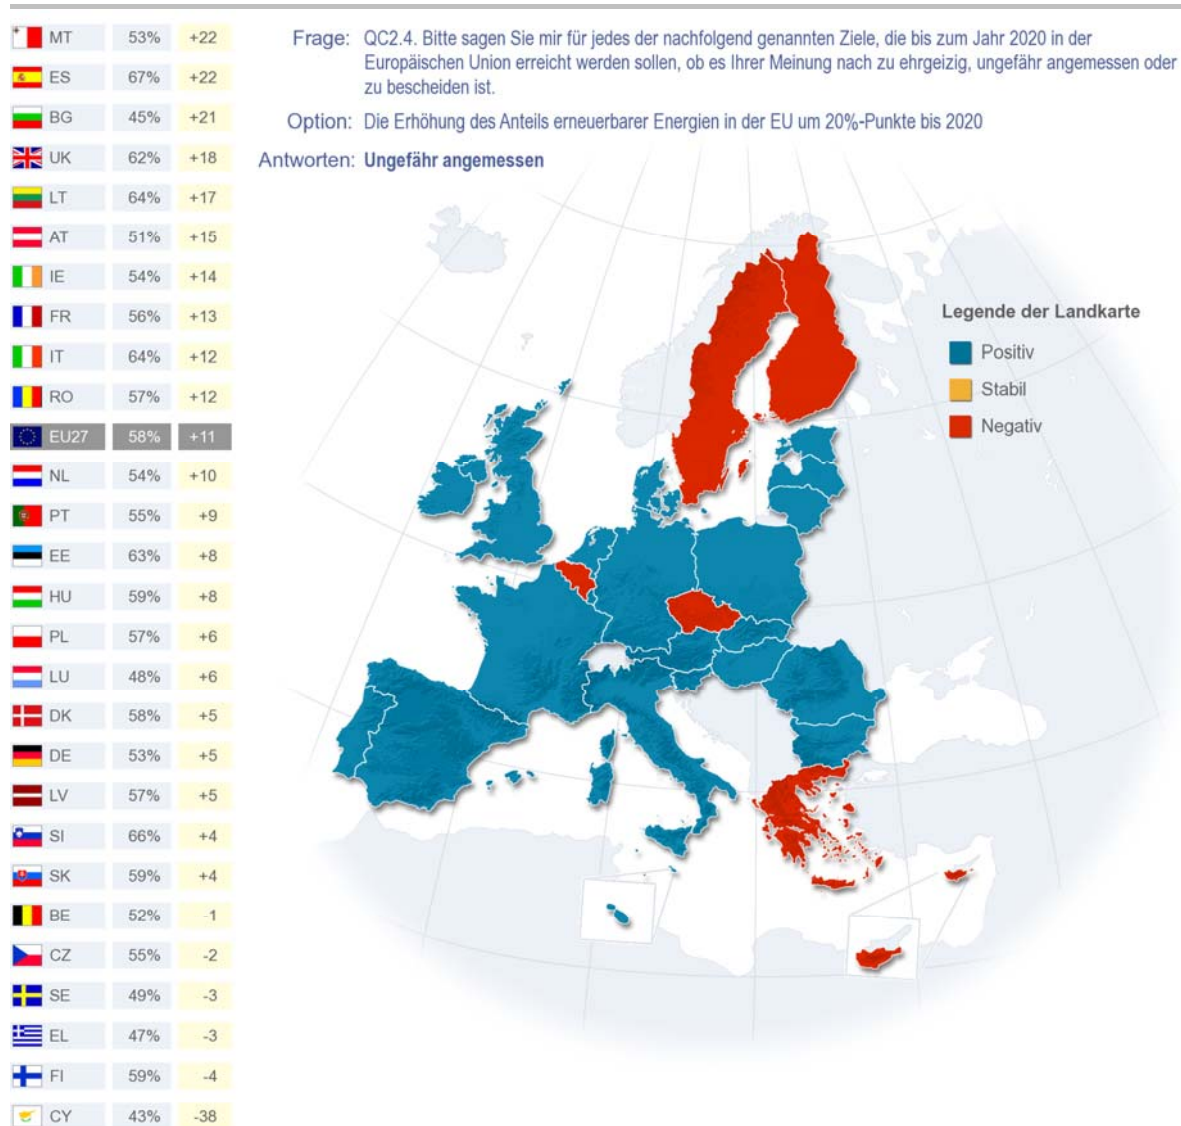 MT 53% +22
ES 67% +22
BG 45% +21
UK 62% +18
LT 64% +17
AT 51% +15
IE 54% +14
FR 56% +13
IT 64% +12
RO 57% +12
EU27 58% +11
NL 54% +10
PT 55% +9
EE 63% +8
HU 59% +8
PL 57% +6
LU 48% +6
DK 58% +5
DE 53% +5
LV 57% +5
SI 66% +4
SK 59% +4
BE 52% 1
CZ 55% -2
SE 49% -3
EL 47% -3
FI 59% -4
CY 43% -38
Frage: QC2.4. Bitte sagen Sie mir für jedes der nachfolgend genannten Ziele, die bis zum Jahr 2020 in der
Europäischen Union erreicht werden sollen, ob es Ihrer Meinung nach zu ehrgeizig, ungefähr angemessen oder
zu bescheiden ist.
Option: Die Erhöhung des Anteils erneuerbarer Energien in der EU um 20%-Punkte bis 2020
Antworten: Ungefähr angemessen
Legende der Landkarte
Positiv
Stabil
Negativ